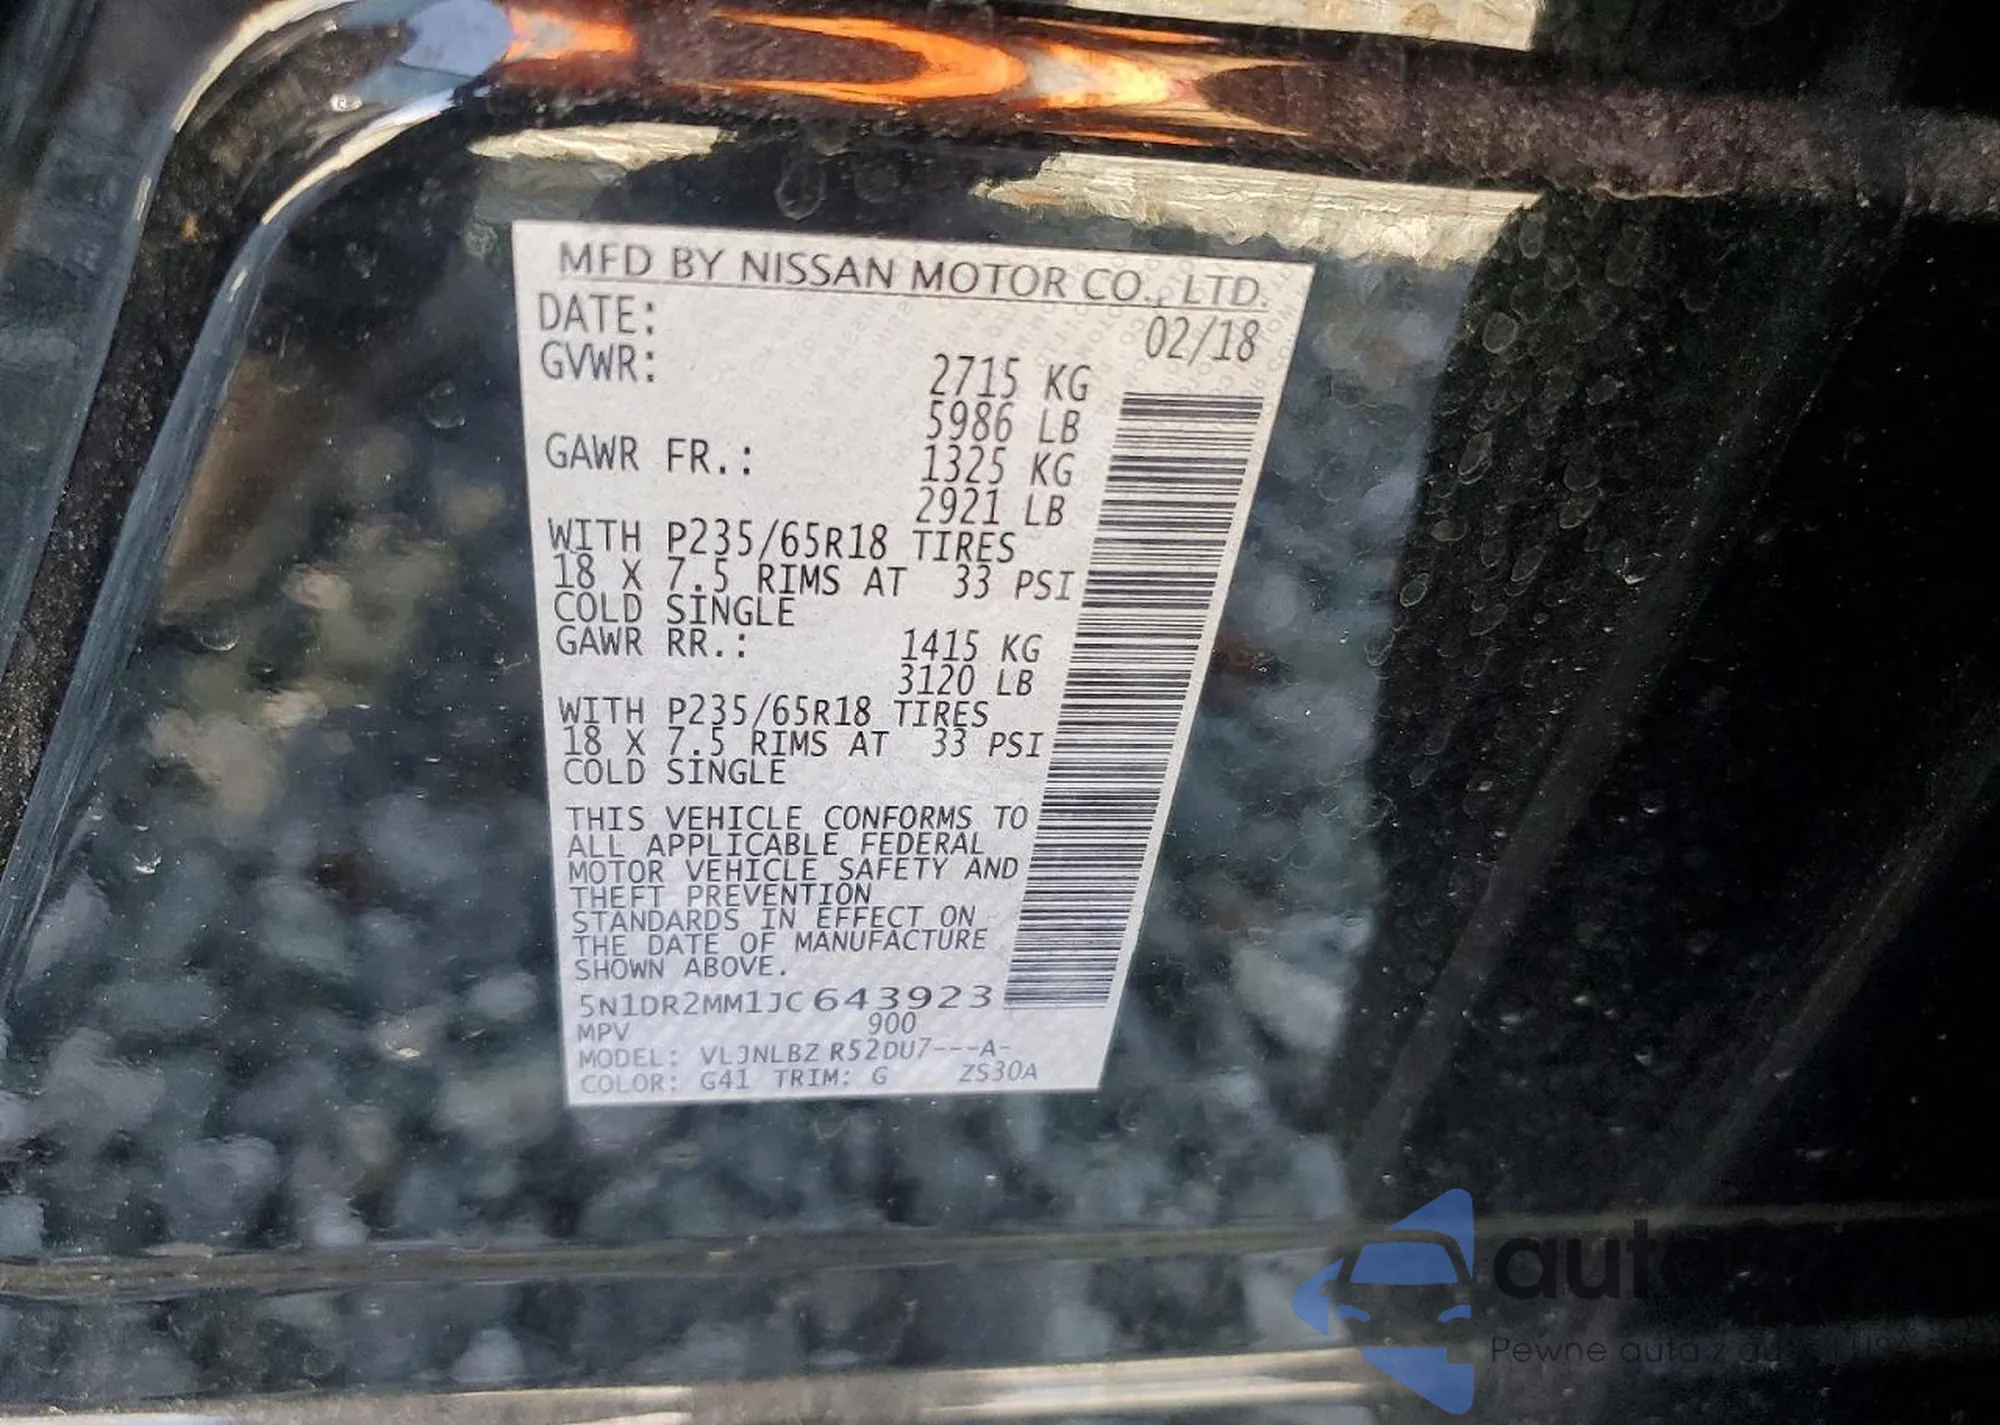 MFD BY NISSAN MOTOR CO., LTD.
DATE: 02/18
GVWR: 2715 KG
5986 LB
GAWR FR.: 1325 KG
2921 LB
WITH P235/65R18 TIRES
18 X 7.5 RIMS AT 33 PSI
COLD SINGLE
GAWR RR.: 1415 KG
3120 LB
WITH P235/65R18 TIRES
18 X 7.5 RIMS AT 33 PSI
COLD SINGLE
THIS VEHICLE CONFORMS TO
ALL APPLICABLE FEDERAL
MOTOR VEHICLE SAFETY AND
THEFT PREVENTION
STANDARDS IN EFFECT ON
THE DATE OF MANUFACTURE
SHOWN ABOVE.
5N1DR2MM1JC643923
MPV 900
MODEL: VLJNLBZ R52DU7---A-
COLOR: G41 TRIM: G ZS30A
Pewne auta z